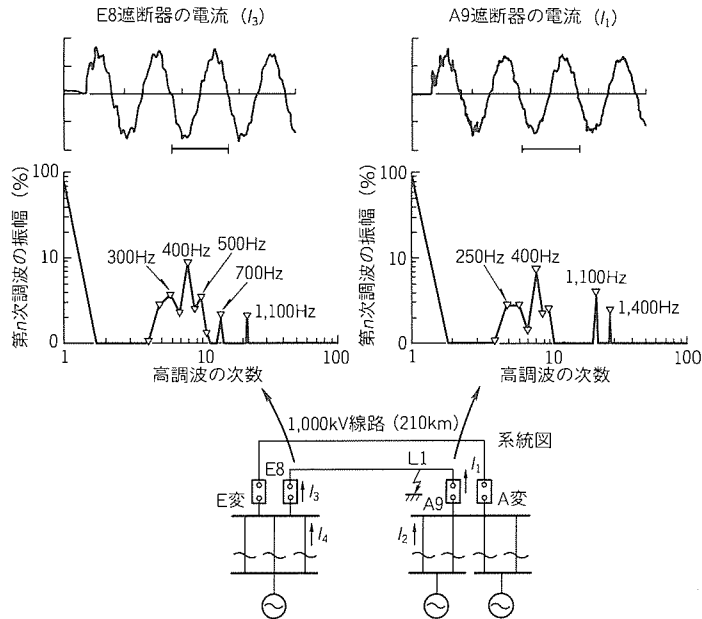 E8遮断器の電流 (I₃)
A9遮断器の電流 (I₁)
第n次調波の振幅 (%)
100
10
0
300Hz
400Hz
500Hz
700Hz
1,100Hz
1
10
100
高調波の次数
第n次調波の振幅 (%)
100
10
0
250Hz
400Hz
1,100Hz
1,400Hz
1
10
100
高調波の次数
1,000kV線路 (210km)
系統図
E8
L1
I₁
E変
I₃
A9
A変
I₄
I₂